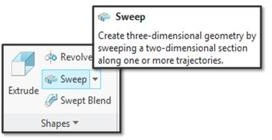 Sweep
Create three-dimensional geometry by
sweeping a two-dimensional section
along one or more trajectories.
Extrude
Revolve
Sweep
Swept Blend
Shapes